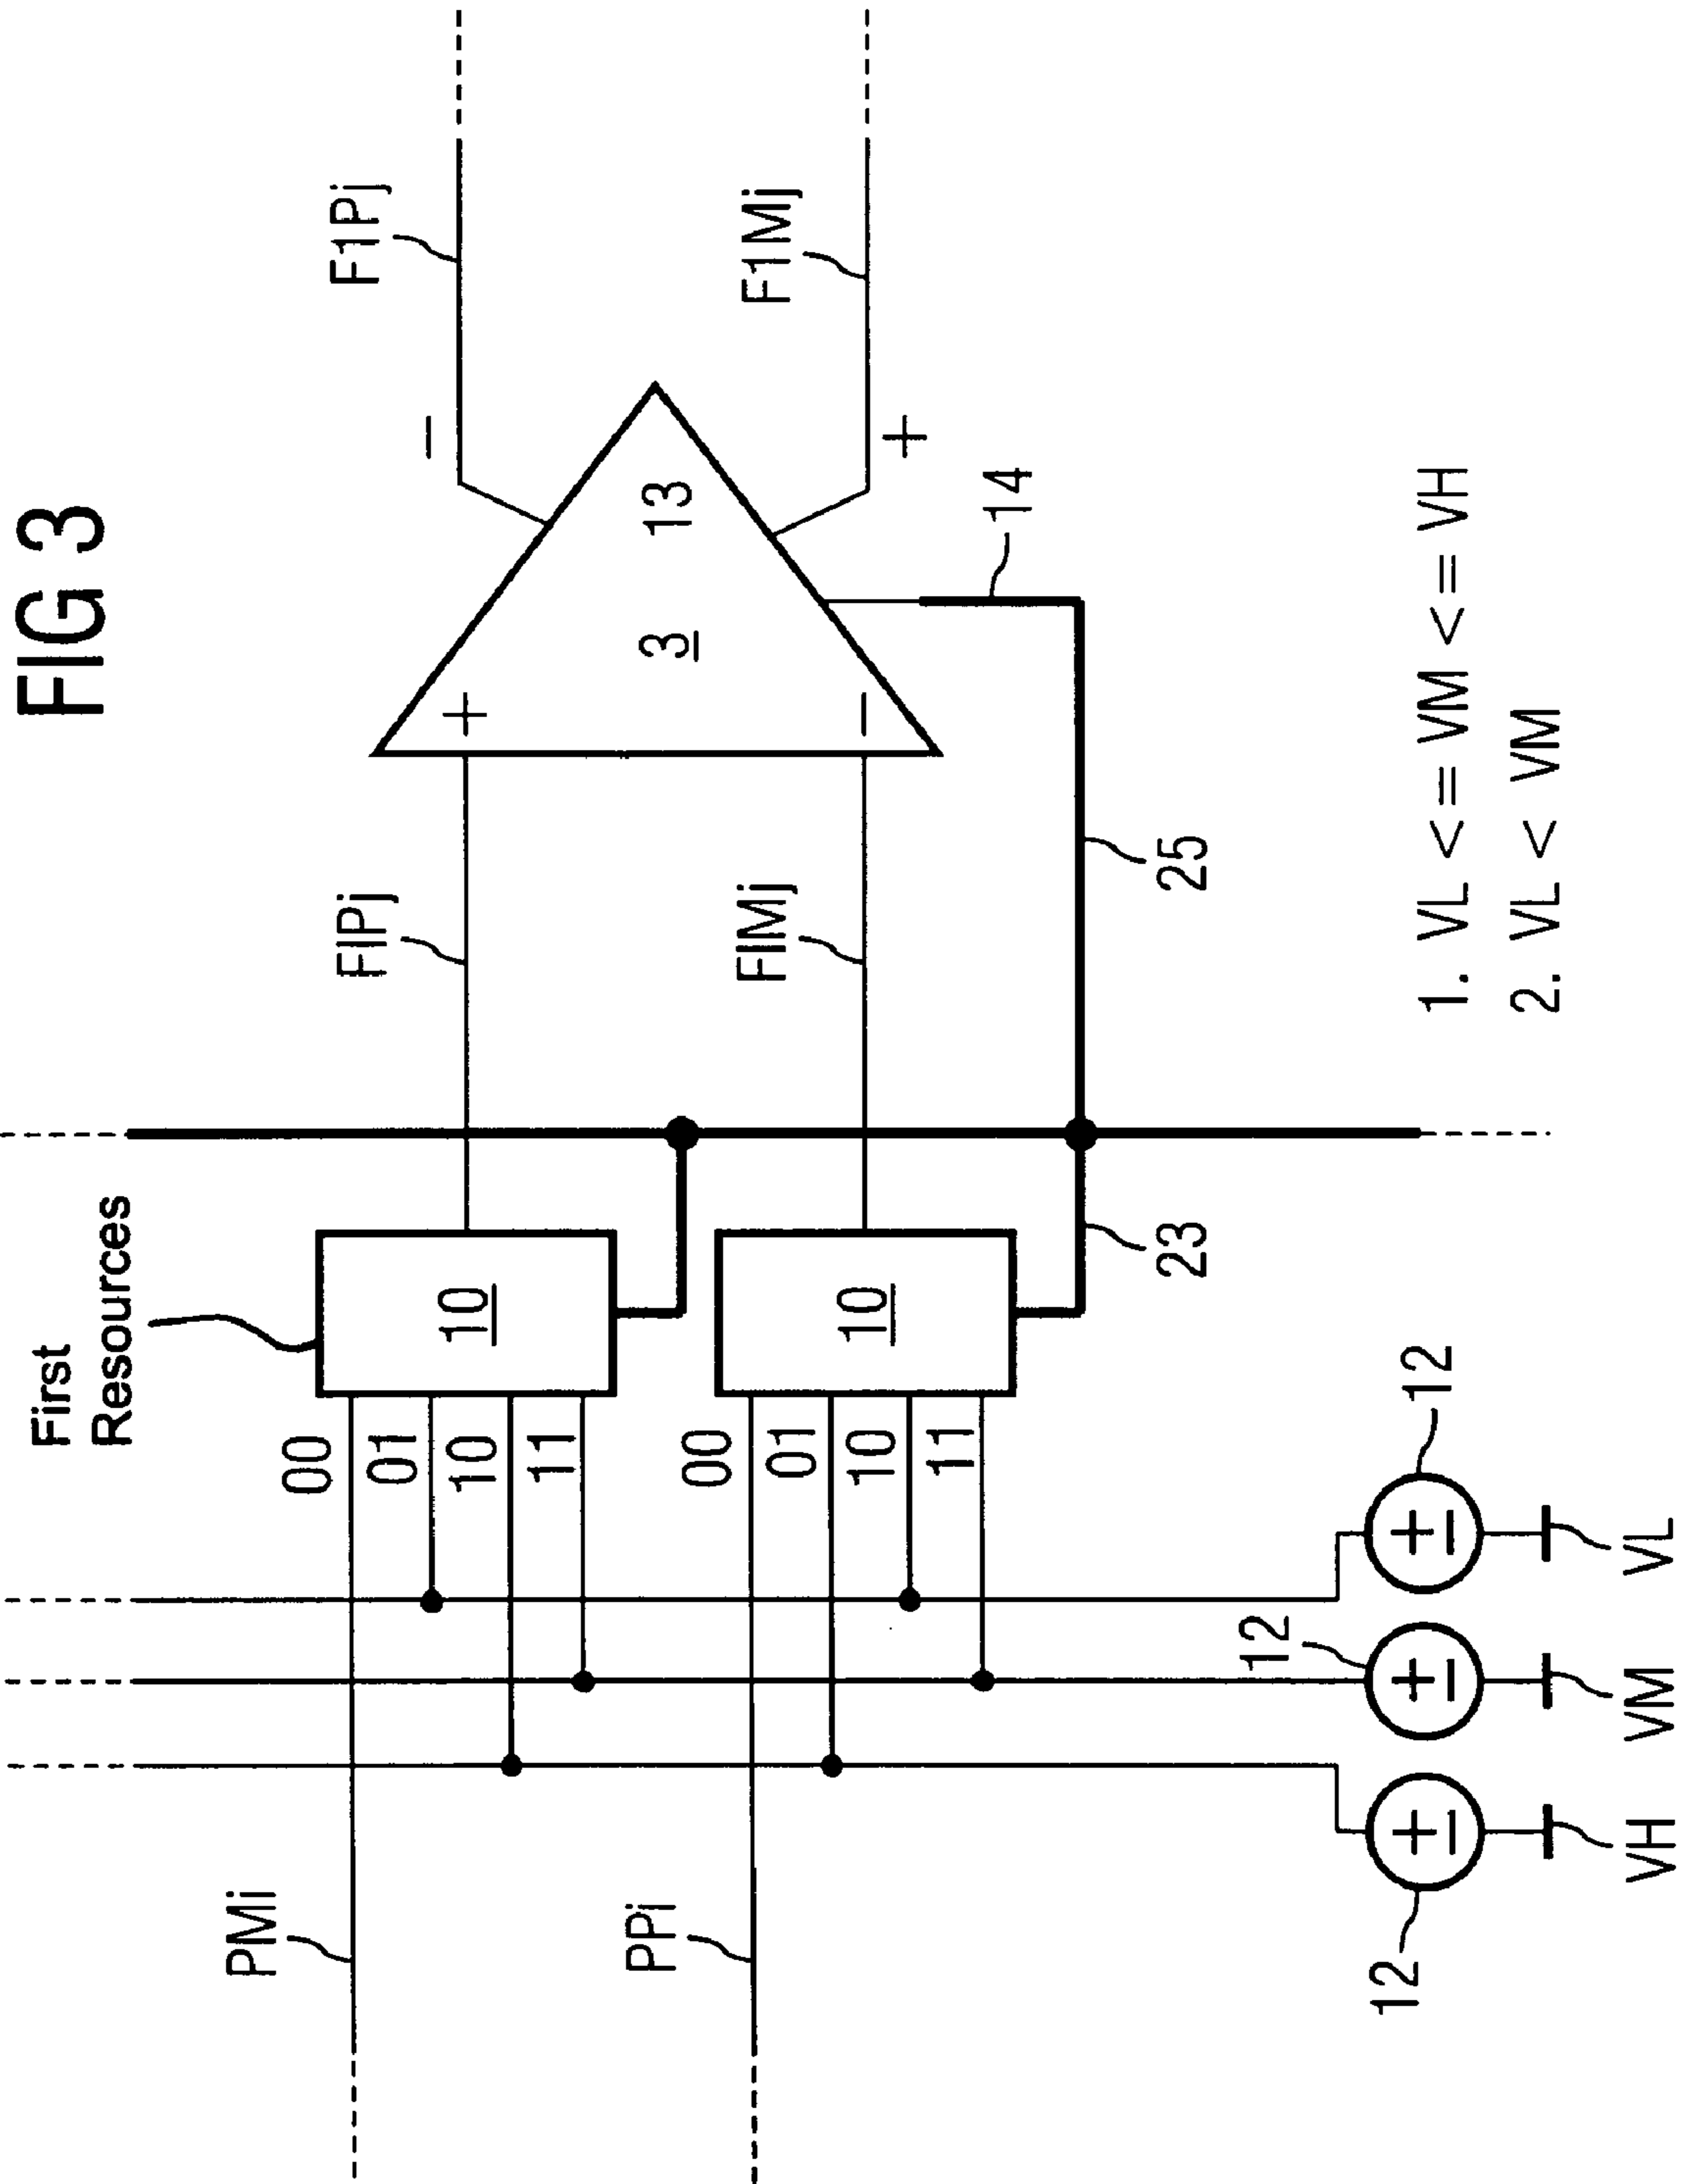 FIG 3
First
Resources
PMi
00
01
10
11
10
FIPj
+
3
13
−
F1Pj
PPi
00
01
10
11
10
FIMj
−
+
F1Mj
14
23
25
12
+
−
VH
12
+
−
VM
12
+
−
VL
1. VL <= VM <= VH
2. VL < VM